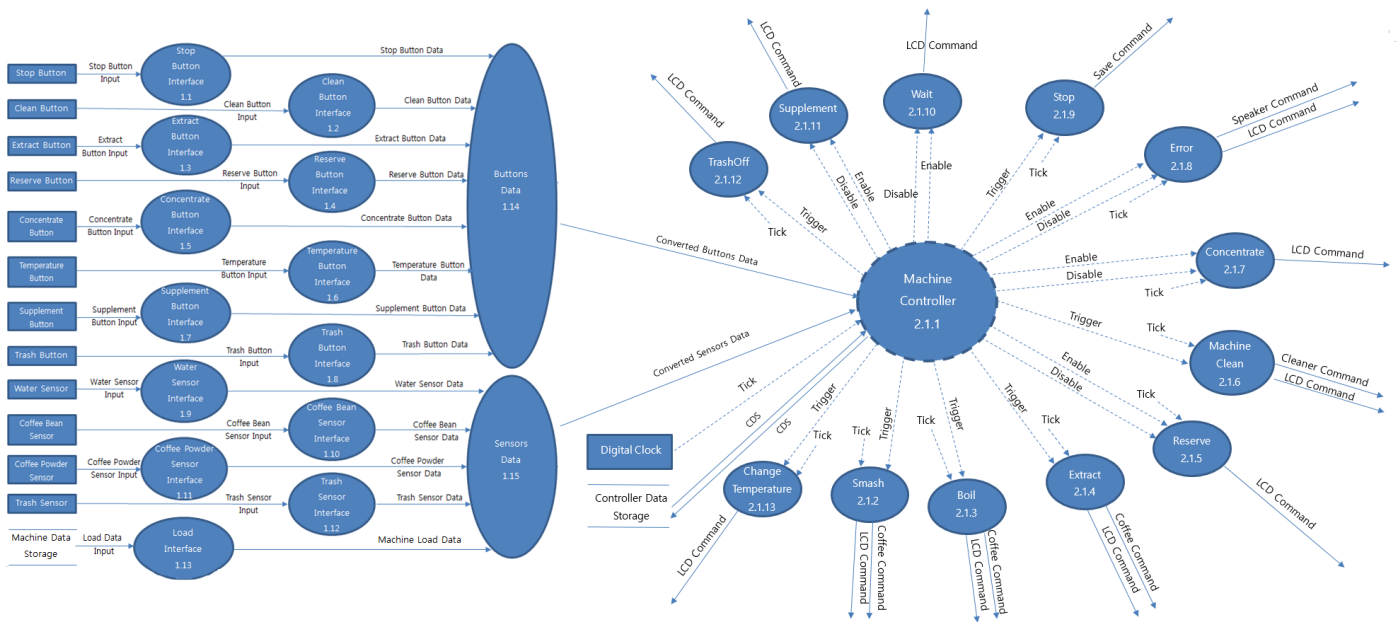 Stop Button
Stop Button
Input
Stop
Button
Interface
1.1
Stop Button Data
Clean Button
Clean Button
Input
Clean
Button
Interface
1.2
Clean Button Data
Extract Button
Extract
Button Input
Extract
Button
Interface
1.3
Extract Button Data
Reserve Button
Reserve Button
Input
Reserve
Button
Interface
1.4
Reserve Button Data
Concentrate
Button
Concentrate
Button Input
Concentrate
Button
Interface
1.5
Concentrate Button Data
Temperature
Button
Temperature
Button Input
Temperature
Button
Interface
1.6
Temperature Button
Data
Supplement
Button
Supplement
Button Input
Supplement
Button
Interface
1.7
Supplement Button Data
Trash Button
Trash Button
Input
Trash
Button
Interface
1.8
Trash Button Data
Water Sensor
Water Sensor
Input
Water
Sensor
Interface
1.9
Water Sensor Data
Coffee Bean
Sensor
Coffee Bean
Sensor Input
Coffee Bean
Sensor
Interface
1.10
Coffee Bean
Sensor Data
Coffee Powder
Sensor
Coffee Powder
Sensor Input
Coffee Powder
Sensor
Interface
1.11
Coffee Powder
Sensor Data
Trash Sensor
Trash Sensor
Input
Trash
Sensor
Interface
1.12
Trash Sensor Data
Machine Data
Storage
Load Data
Input
Load
Interface
1.13
Machine Load Data
Buttons
Data
1.14
Sensors
Data
1.15
Converted Buttons Data
Converted Sensors Data
Digital Clock
Tick
Controller Data
Storage
CDS
CDS
Machine
Controller
2.1.1
LCD Command
TrashOff
2.1.12
Trigger
Tick
LCD Command
Supplement
2.1.11
Enable
Disable
LCD Command
Wait
2.1.10
Enable
Disable
Save Command
Stop
2.1.9
Trigger
Tick
Speaker Command
LCD Command
Error
2.1.8
Enable
Disable
Tick
Concentrate
2.1.7
LCD Command
Enable
Disable
Tick
Machine
Clean
2.1.6
Trigger
Tick
Cleaner Command
LCD Command
Reserve
2.1.5
Enable
Disable
Tick
LCD Command
Extract
2.1.4
Trigger
Tick
Coffee Command
LCD Command
Boil
2.1.3
Tick
Trigger
Coffee Command
LCD Command
Smash
2.1.2
Tick
Trigger
Coffee Command
LCD Command
Change
Temperature
2.1.13
Trigger
Tick
LCD Command